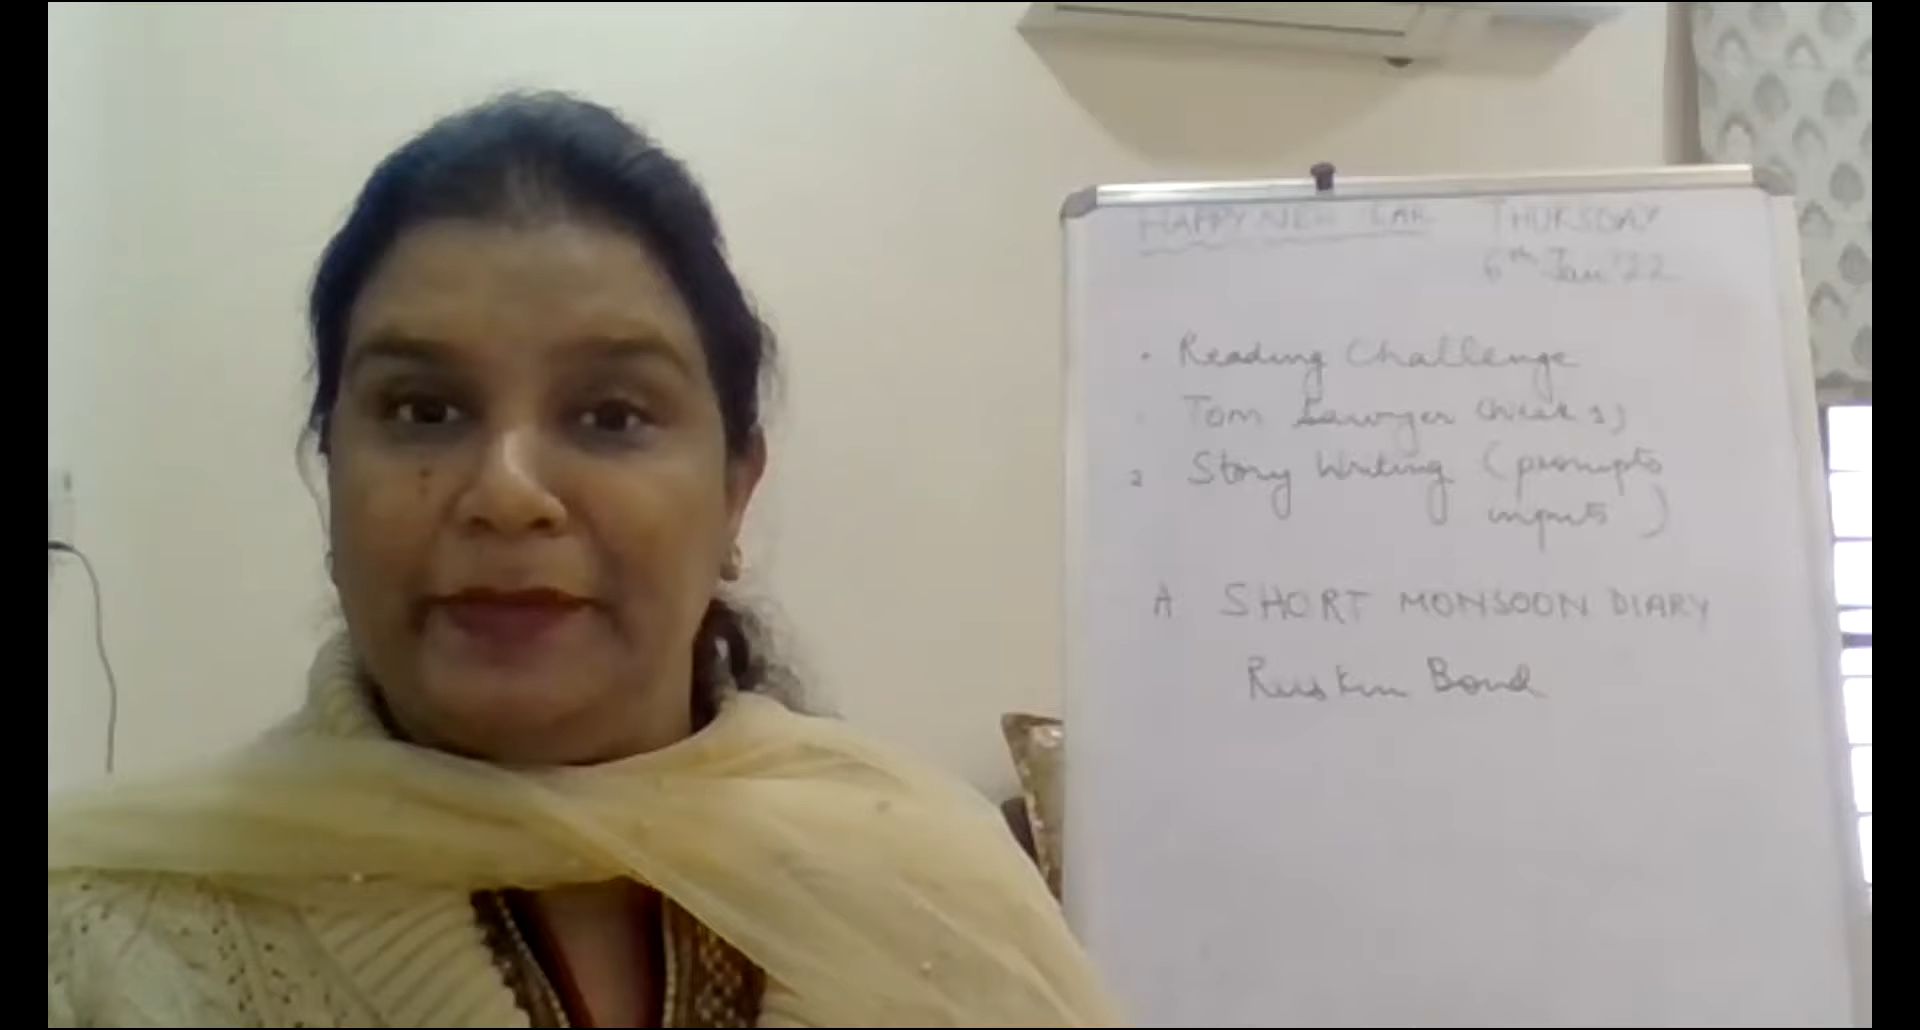 HAPPY NEW YEAR THURSDAY
6th Jan '22
• Reading Challenge
• Tom Sawyer (Week 1)
2 Story Writing (prompts
inputs)
A SHORT MONSOON DIARY
Ruskin Bond